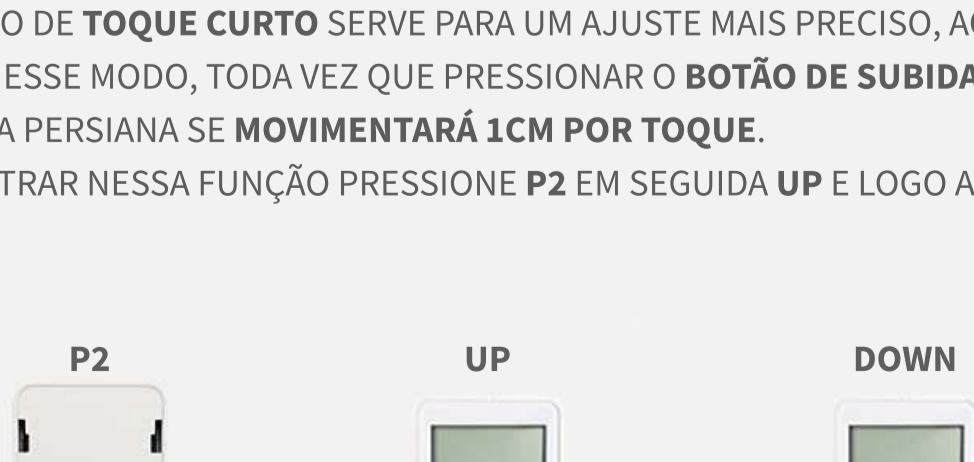 O DE TOQUE CURTO SERVE PARA UM AJUSTE MAIS PRECISO,
ESSE MODO, TODA VEZ QUE PRESSIONAR O BOTÃO DE SUBIDA
A PERSIANA SE MOVIMENTARÁ 1CM POR TOQUE.
TRAR NESSA FUNÇÃO PRESSIONE P2 EM SEGUIDA UP E LOGO A
P2 UP DOWN